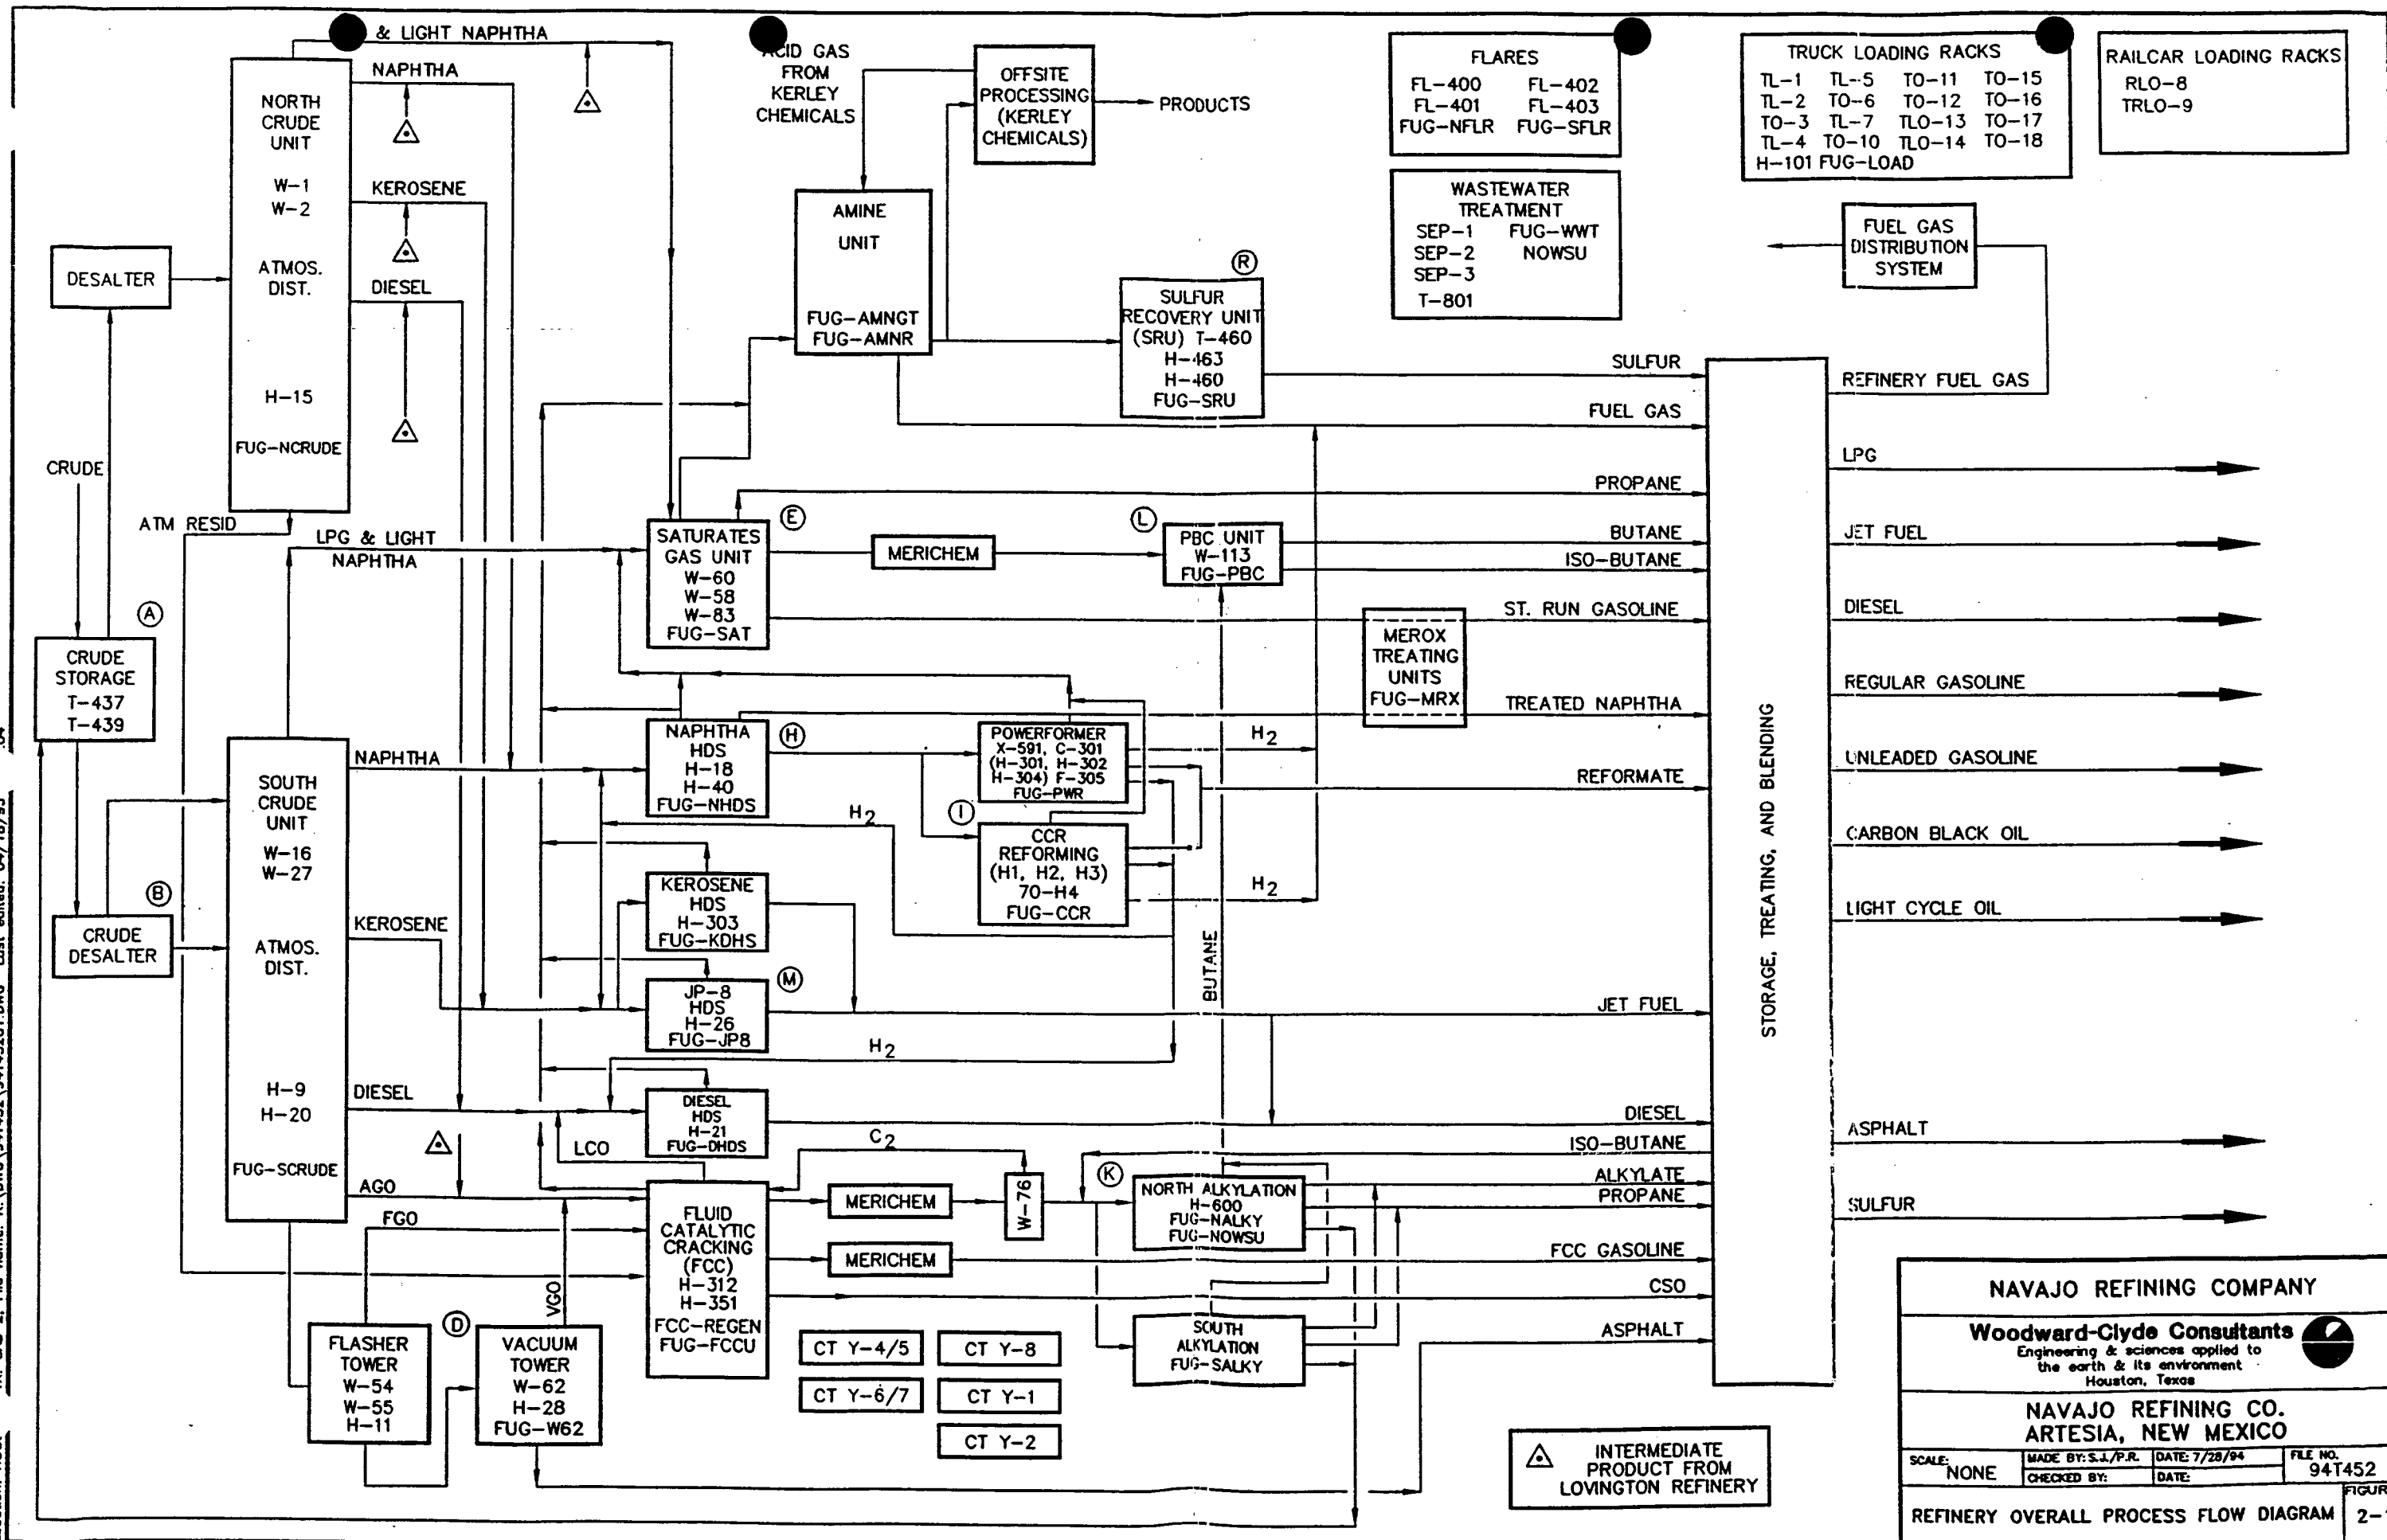 & LIGHT NAPHTHA
NAPHTHA
NORTH
CRUDE
UNIT
W-1
W-2
KEROSENE
ATMOS.
DIST.
DIESEL
H-15
FUG-NCRUDE
DESALTER
CRUDE
ATM RESID
LPG & LIGHT
NAPHTHA
A
CRUDE
STORAGE
T-437
T-439
B
CRUDE
DESALTER
SOUTH
CRUDE
UNIT
W-16
W-27
ATMOS.
DIST.
H-9
H-20
FUG-SCRUDE
NAPHTHA
KEROSENE
DIESEL
AGO
FGO
LCO
VGO
FLASHER
TOWER
W-54
W-55
H-11
D
VACUUM
TOWER
W-62
H-28
FUG-W62
ACID GAS
FROM
KERLEY
CHEMICALS
OFFSITE
PROCESSING
(KERLEY
CHEMICALS)
PRODUCTS
AMINE
UNIT
FUG-AMNGT
FUG-AMNR
R
SULFUR
RECOVERY UNIT
(SRU) T-460
H-463
H-460
FUG-SRU
E
SATURATES
GAS UNIT
W-60
W-58
W-83
FUG-SAT
MERICHEM
L
PBC UNIT
W-113
FUG-PBC
MEROX
TREATING
UNITS
FUG-MRX
H
NAPHTHA
HDS
H-18
H-40
FUG-NHDS
POWERFORMER
X-591, C-301
(H-301, H-302
H-304) F-305
FUG-PWR
H2
I
CCR
REFORMING
(H1, H2, H3)
70-H4
FUG-CCR
H2
H2
KEROSENE
HDS
H-303
FUG-KDHS
M
JP-8
HDS
H-26
FUG-JP8
H2
BUTANE
DIESEL
HDS
H-21
FUG-DHDS
C2
FLUID
CATALYTIC
CRACKING
(FCC)
H-312
H-351
FCC-REGEN
FUG-FCCU
MERICHEM
MERICHEM
W-76
K
NORTH ALKYLATION
H-600
FUG-NALKY
FUG-NOWSU
SOUTH
ALKYLATION
FUG-SALKY
CT Y-4/5
CT Y-8
CT Y-6/7
CT Y-1
CT Y-2
FLARES
FL-400 FL-402
FL-401 FL-403
FUG-NFLR FUG-SFLR
WASTEWATER
TREATMENT
SEP-1 FUG-WWT
SEP-2 NOWSU
SEP-3
T-801
TRUCK LOADING RACKS
TL-1 TL-5 TO-11 TO-15
TL-2 TO-6 TO-12 TO-16
TO-3 TL-7 TLO-13 TO-17
TL-4 TO-10 TLO-14 TO-18
H-101 FUG-LOAD
RAILCAR LOADING RACKS
RLO-8
TRLO-9
FUEL GAS
DISTRIBUTION
SYSTEM
SULFUR
FUEL GAS
PROPANE
BUTANE
ISO-BUTANE
ST. RUN GASOLINE
TREATED NAPHTHA
REFORMATE
JET FUEL
DIESEL
ISO-BUTANE
ALKYLATE
PROPANE
FCC GASOLINE
CSO
ASPHALT
STORAGE, TREATING, AND BLENDING
REFINERY FUEL GAS
LPG
JET FUEL
DIESEL
REGULAR GASOLINE
UNLEADED GASOLINE
CARBON BLACK OIL
LIGHT CYCLE OIL
ASPHALT
SULFUR
INTERMEDIATE
PRODUCT FROM
LOVINGTON REFINERY
NAVAJO REFINING COMPANY
Woodward-Clyde Consultants
Engineering & sciences applied to
the earth & its environment
Houston, Texas
NAVAJO REFINING CO.
ARTESIA, NEW MEXICO
SCALE: NONE
MADE BY: S.J./P.R. DATE: 7/28/94
CHECKED BY: DATE:
FILE NO.
94T452
REFINERY OVERALL PROCESS FLOW DIAGRAM